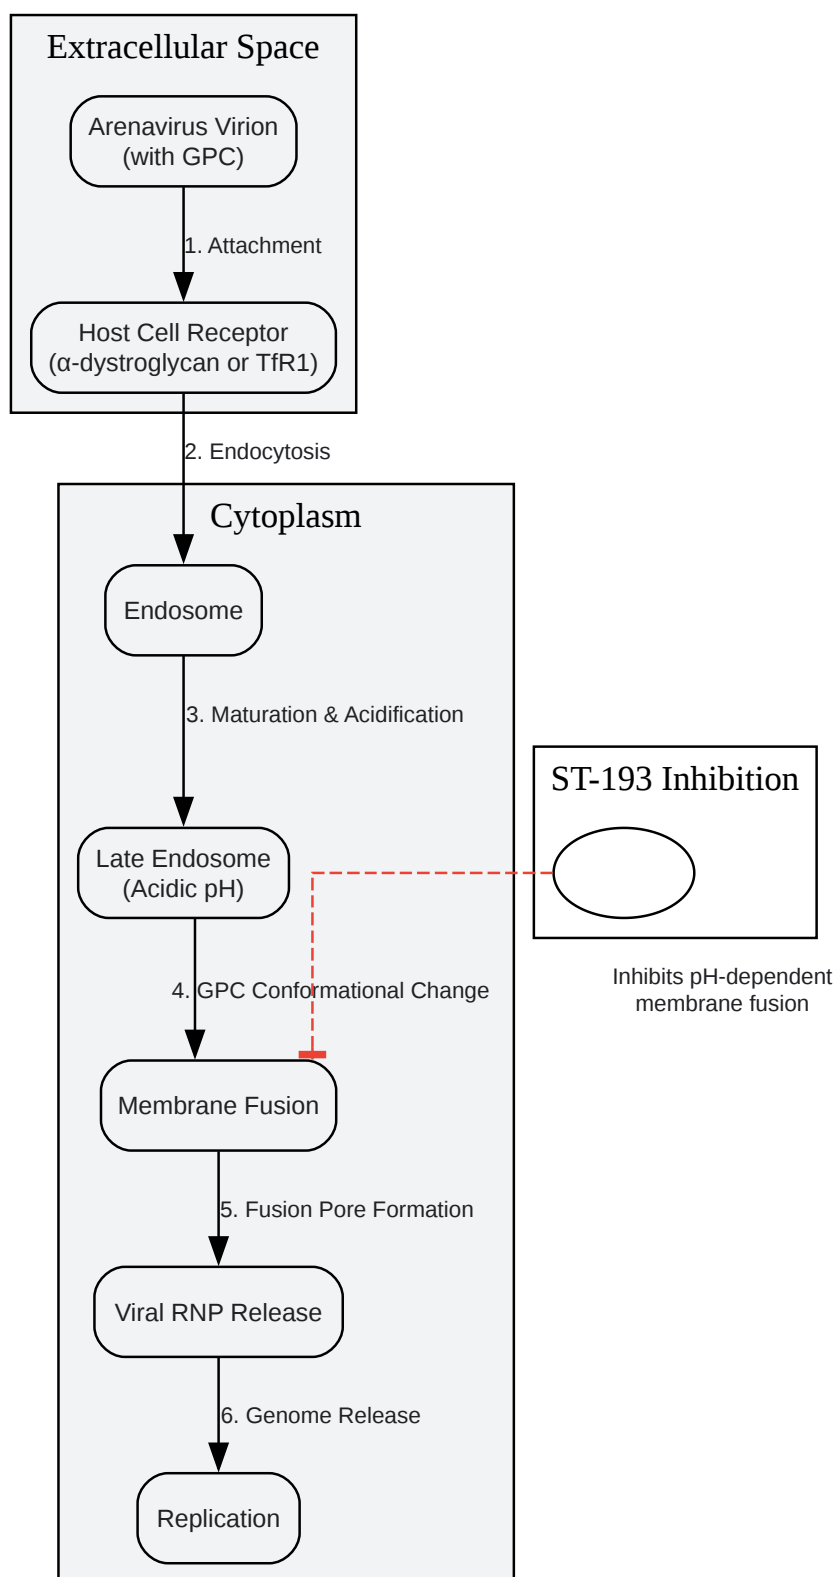 Extracellular Space
Arenavirus Virion
(with GPC)
1. Attachment
Host Cell Receptor
(α-dystroglycan or TfR1)
2. Endocytosis
Cytoplasm
Endosome
3. Maturation & Acidification
ST-193 Inhibition
Late Endosome
(Acidic pH)
Inhibits pH-dependent
membrane fusion
4. GPC Conformational Change
Membrane Fusion
5. Fusion Pore Formation
Viral RNP Release
6. Genome Release
Replication